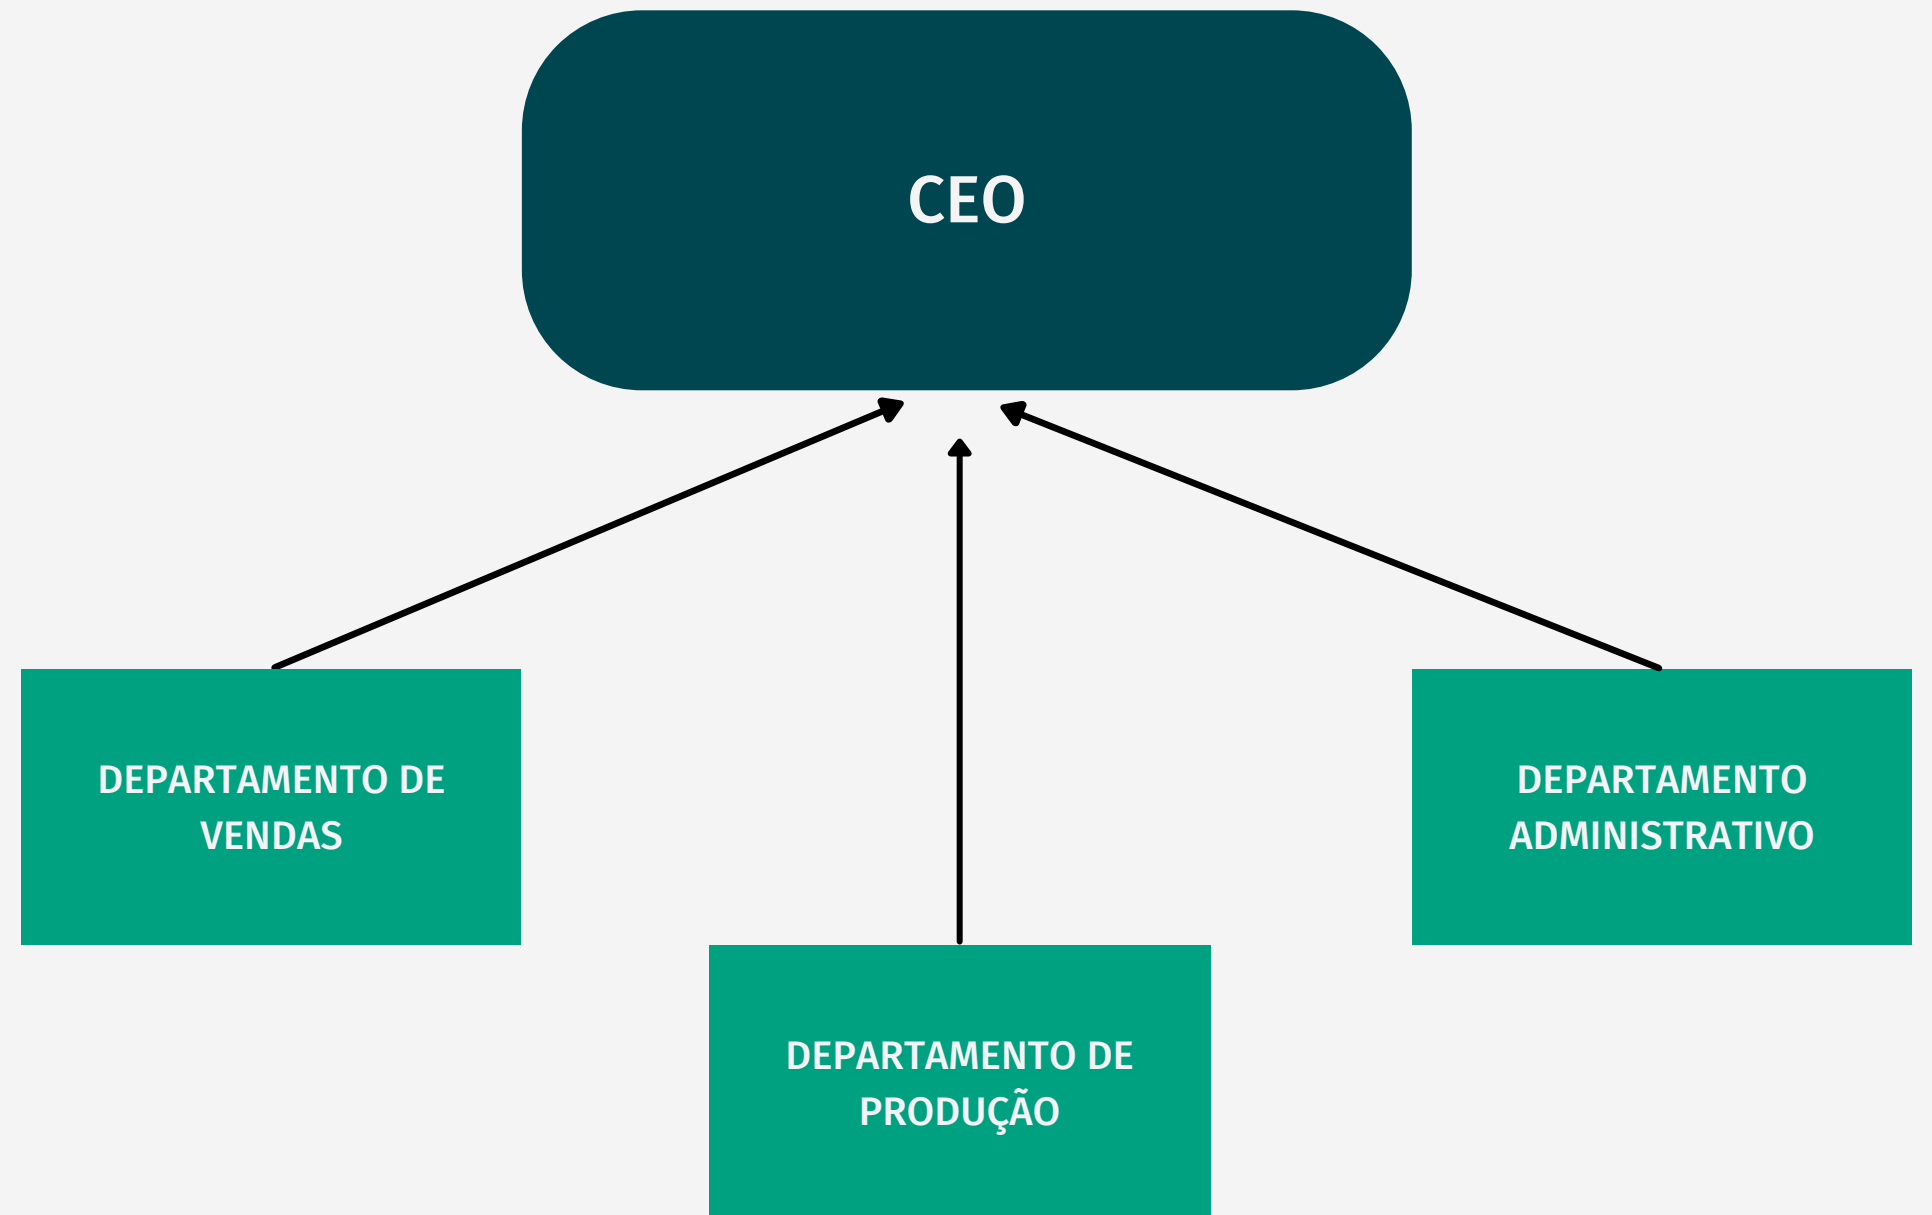 CEO
DEPARTAMENTO DE
VENDAS
DEPARTAMENTO
ADMINISTRATIVO
DEPARTAMENTO DE
PRODUÇÃO